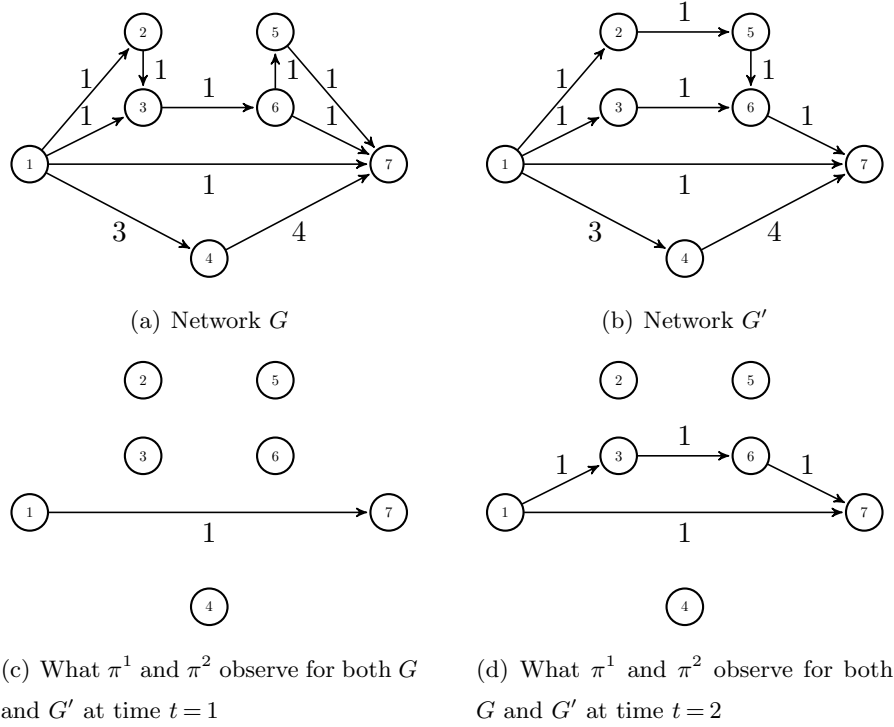 1
2 5 2 5
1 1 1 1 1 1
1 3 1 6 1 1 3 1 6 1
1 7 1 7
1 1
3 4 3 4
4 4
(a) Network G (b) Network G′
2 5 2 5
1
3 6 1 3 6 1
1 7 1 7
1 1
4 4
(c) What π¹ and π² observe for both G
and G′ at time t = 1
(d) What π¹ and π² observe for both
G and G′ at time t = 2